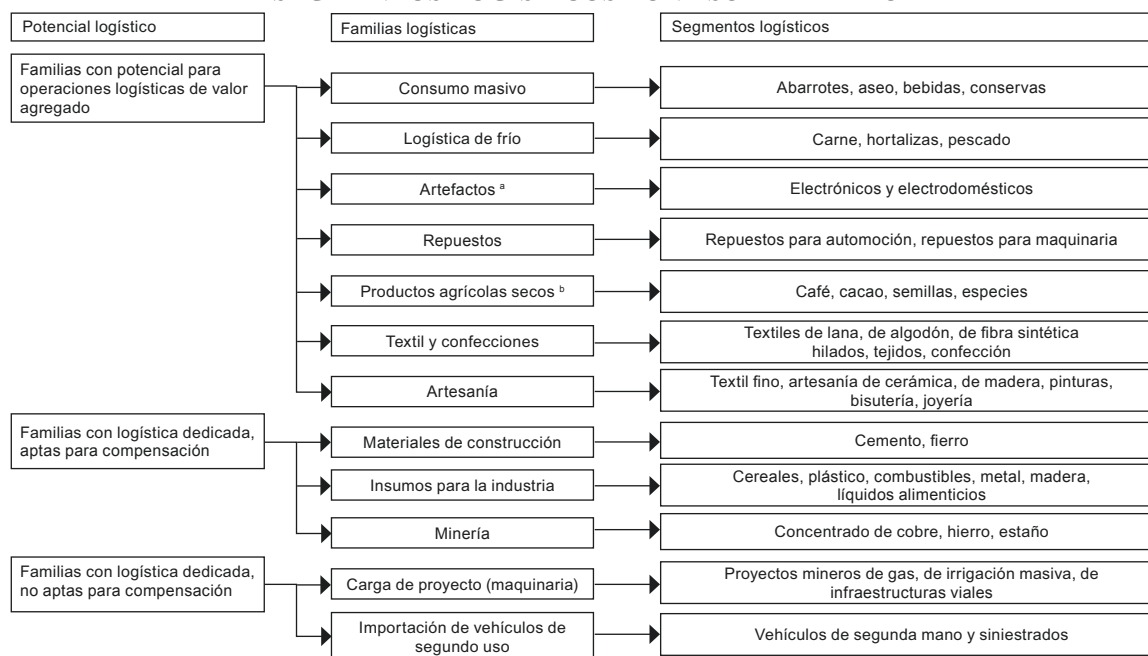 Potencial logístico
Familias logísticas
Segmentos logísticos
Familias con potencial para
operaciones logísticas de valor
agregado
Consumo masivo
Abarrotes, aseo, bebidas, conservas
Logística de frío
Carne, hortalizas, pescado
Artefactos ᵃ
Electrónicos y electrodomésticos
Repuestos
Repuestos para automoción, repuestos para maquinaria
Productos agrícolas secos ᵇ
Café, cacao, semillas, especies
Textil y confecciones
Textiles de lana, de algodón, de fibra sintética
hilados, tejidos, confección
Artesanía
Textil fino, artesanía de cerámica, de madera, pinturas,
bisutería, joyería
Familias con logística dedicada,
aptas para compensación
Materiales de construcción
Cemento, fierro
Insumos para la industria
Cereales, plástico, combustibles, metal, madera,
líquidos alimenticios
Minería
Concentrado de cobre, hierro, estaño
Familias con logística dedicada,
no aptas para compensación
Carga de proyecto (maquinaria)
Proyectos mineros de gas, de irrigación masiva, de
infraestructuras viales
Importación de vehículos de
segundo uso
Vehículos de segunda mano y siniestrados